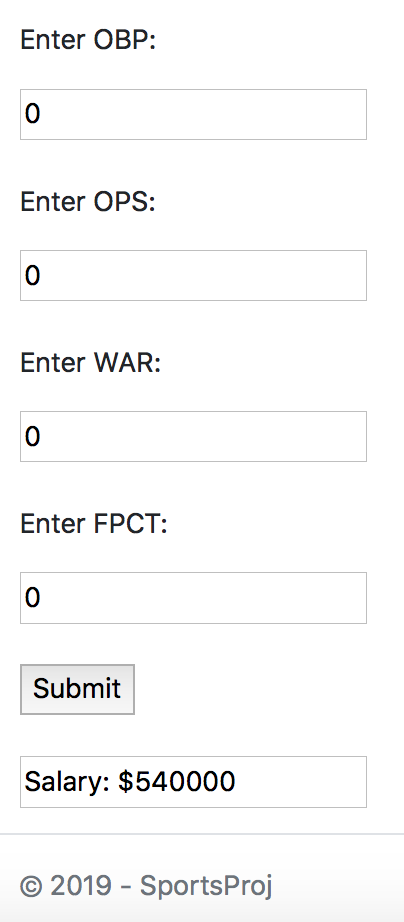 Enter OBP:
0
Enter OPS:
0
Enter WAR:
0
Enter FPCT:
0
Submit
Salary: $540000
© 2019 - SportsProj